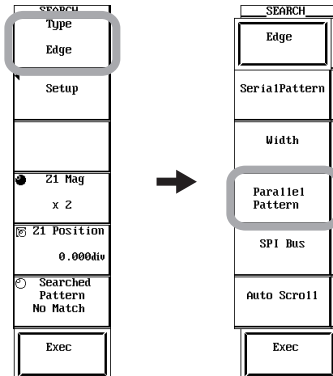 SEARCH
Type
Edge
Setup
Z1 Mag
x 2
Z1 Position
0.000div
Searched
Pattern
No Match
Exec
SEARCH
Edge
SerialPattern
Width
Parallel
Pattern
SPI Bus
Auto Scroll
Exec